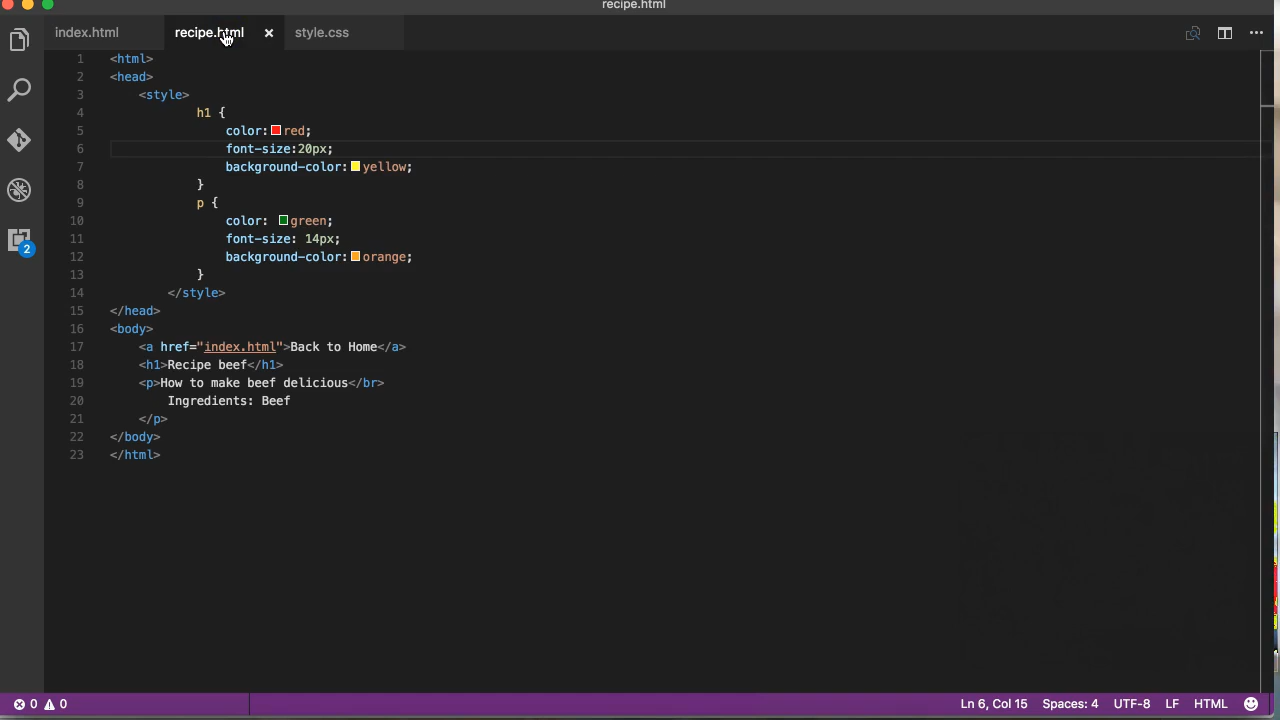 recipe.html
index.html recipe.html style.css
1 <html>
2 <head>
3 <style>
4 h1 {
5 color: red;
6 font-size:20px;
7 background-color: yellow;
8 }
9 p {
10 color: green;
11 font-size: 14px;
12 background-color: orange;
13 }
14 </style>
15 </head>
16 <body>
17 <a href="index.html">Back to Home</a>
18 <h1>Recipe beef</h1>
19 <p>How to make beef delicious</br>
20 Ingredients: Beef
21 </p>
22 </body>
23 </html>
2
0 0 Ln 6, Col 15 Spaces: 4 UTF-8 LF HTML